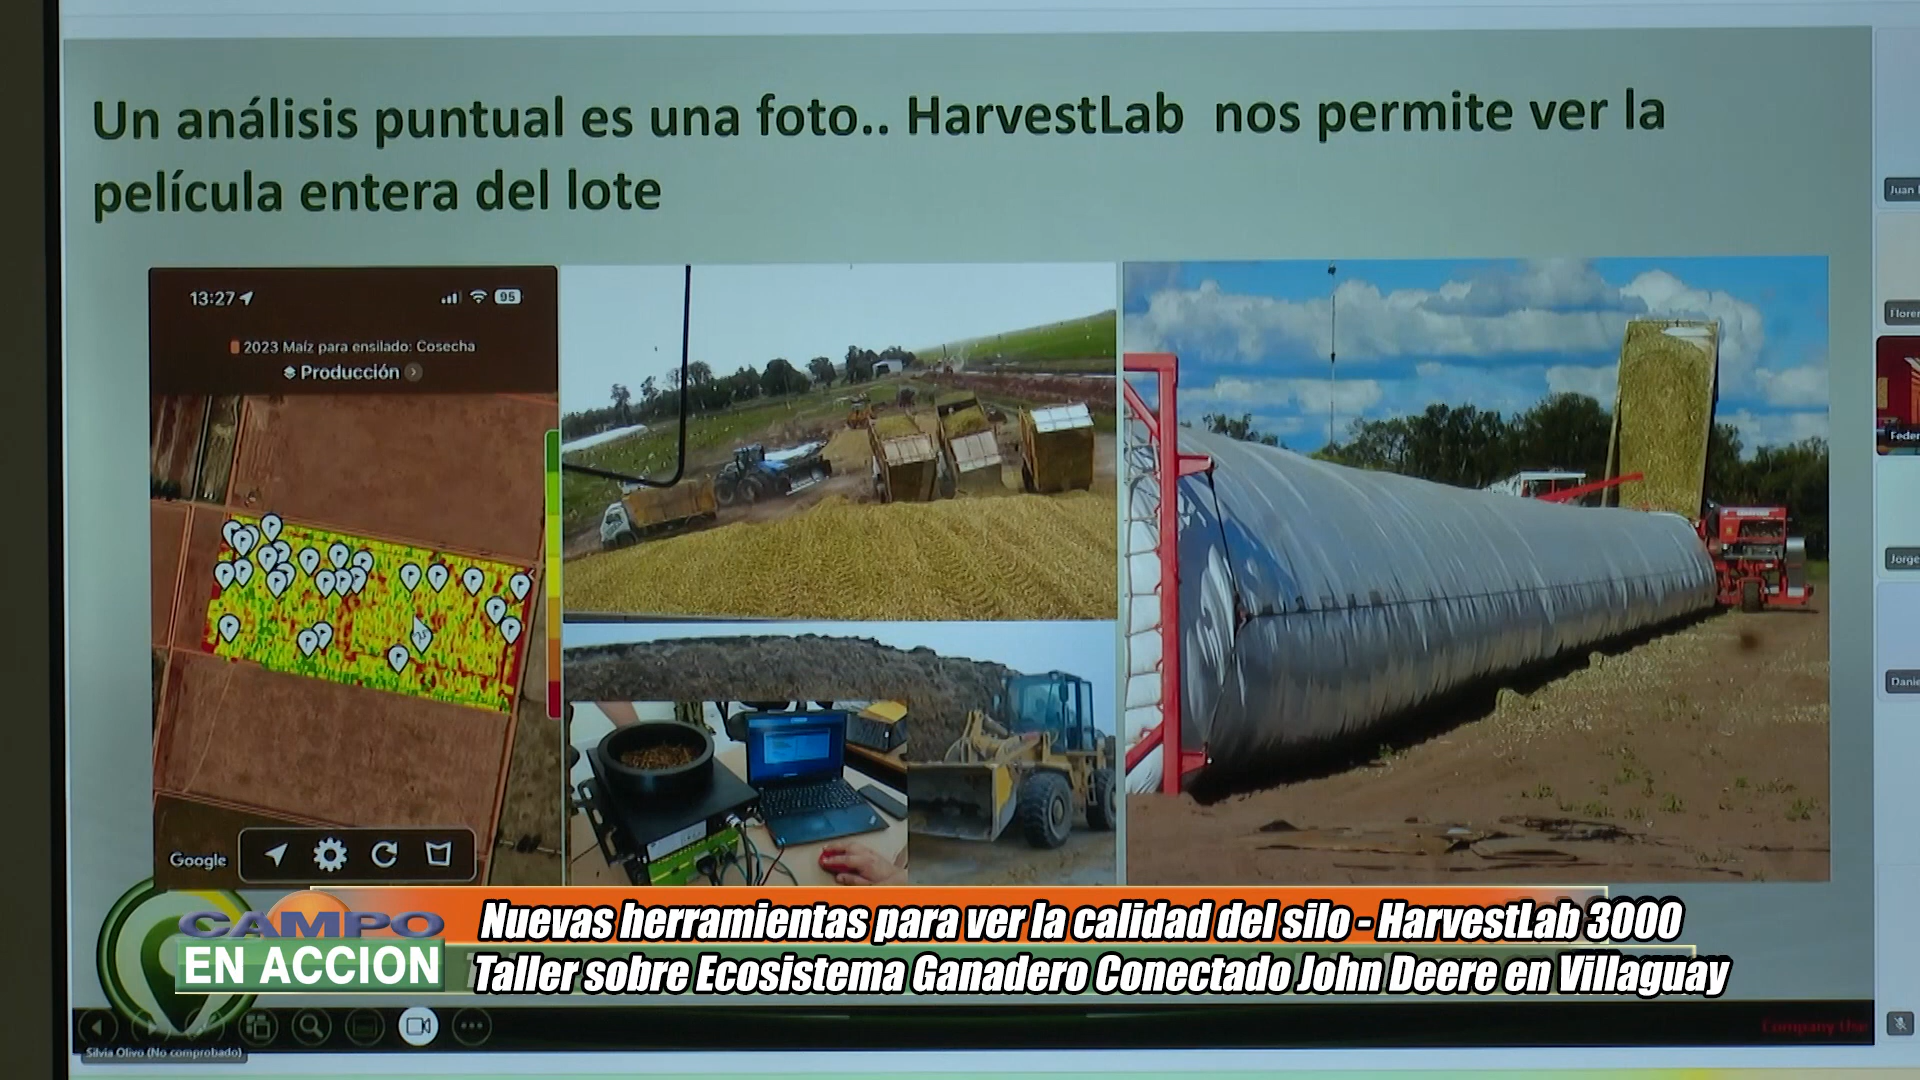 Un análisis puntual es una foto.. HarvestLab nos permite ver la
película entera del lote
13:27
95
2023 Maíz para ensilado: Cosecha
Producción
Google
Juan
Floren
Feder
Jorge
Danie
CAMPO
EN ACCION
Nuevas herramientas para ver la calidad del silo - HarvestLab 3000
Taller sobre Ecosistema Ganadero Conectado John Deere en Villaguay
Company Use
Silvia Olivo (No comprobado)